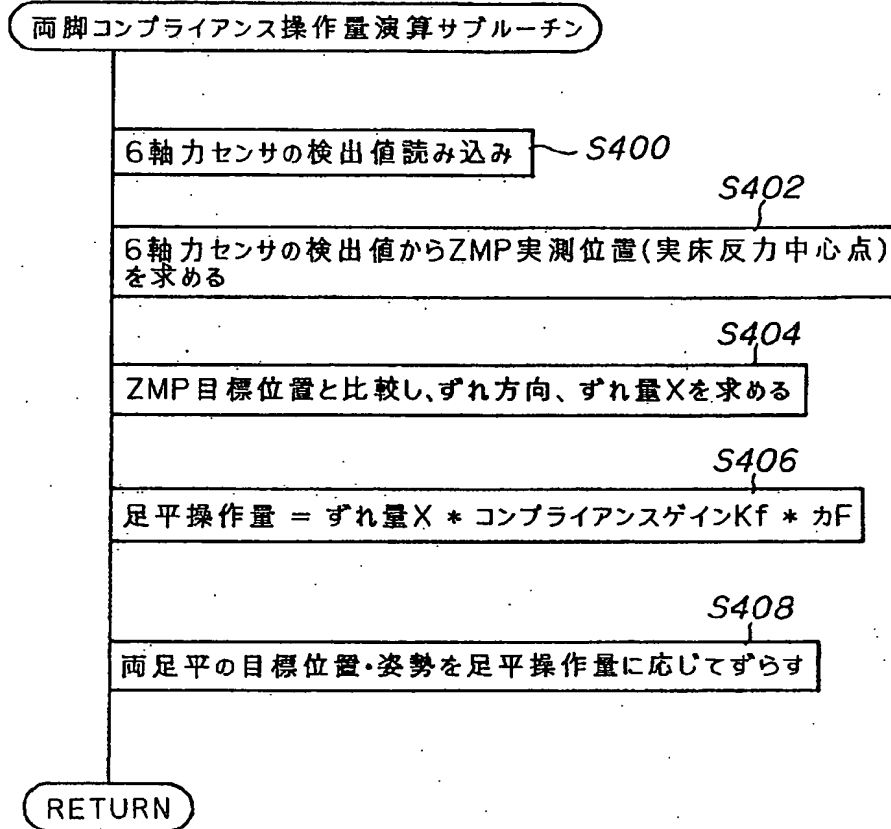 両脚コンプライアンス操作量演算サブルーチン
6軸力センサの検出値読み込み
S400
S402
6軸力センサの検出値からZMP実測位置(実床反力中心点)
を求める
S404
ZMP目標位置と比較し、ずれ方向、ずれ量Xを求める
S406
足平操作量 = ずれ量X * コンプライアンスゲインKf * 力F
S408
両足平の目標位置・姿勢を足平操作量に応じてずらす
RETURN